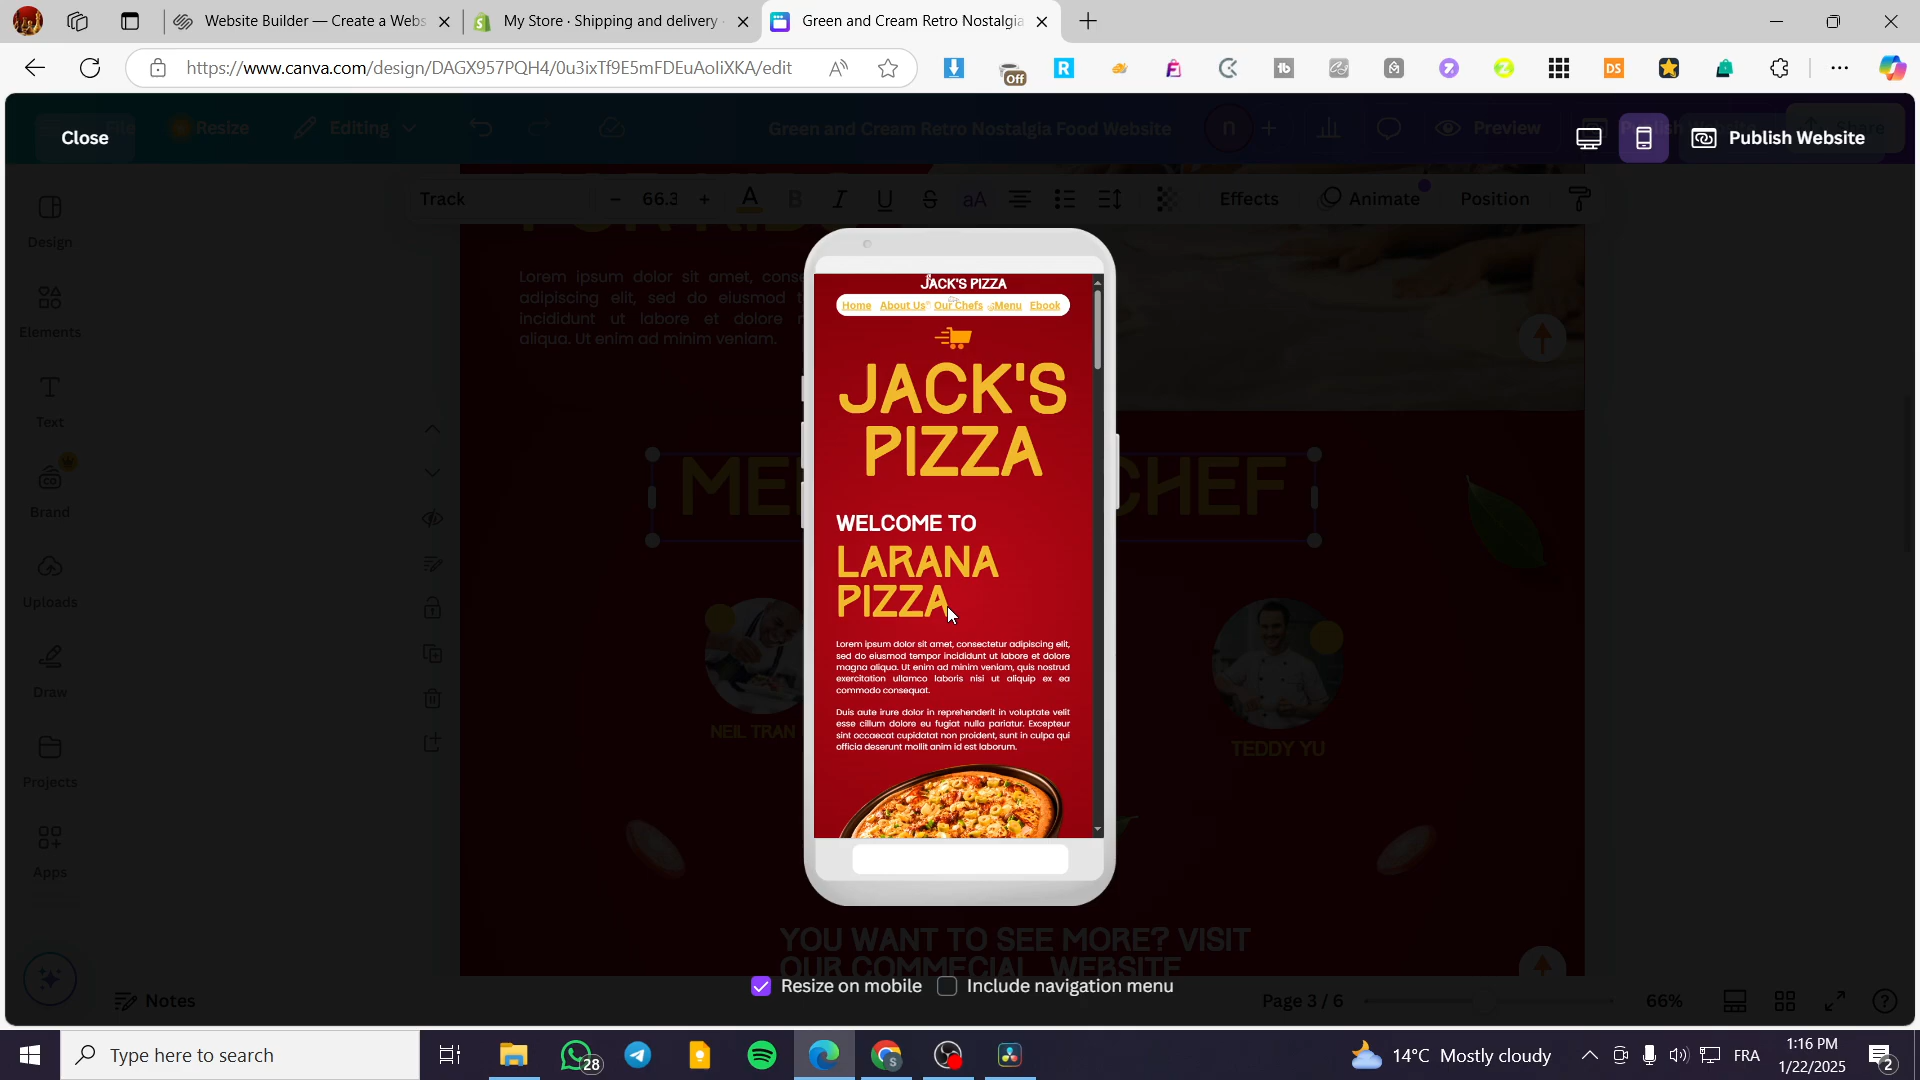 Website Builder — Create a Webs
My Store · Shipping and delivery ·
Green and Cream Retro Nostalgia
https://www.canva.com/design/DAGX957PQH4/0u3ixTf9E5mFDEuAoliXKA/edit
Off
Close
File
Resize
Editing
Green and Cream Retro Nostalgia Food Website
Preview
Publish Website
Track
66.3
Effects
Animate
Position
Design
Elements
Text
Brand
Uploads
Draw
Projects
Apps
Lorem ipsum dolor sit amet, conse
adipiscing elit, sed do eiusmod t
incididunt ut labore et dolore
aliqua. Ut enim ad minim veniam.
JACK'S PIZZA
Home About Us Our Chefs Menu Ebook
JACK'S
PIZZA
WELCOME TO
LARANA
PIZZA
Lorem ipsum dolor sit amet, consectetur adipiscing elit,
sed do eiusmod tempor incididunt ut labore et dolore
magna aliqua. Ut enim ad minim veniam, quis nostrud
exercitation ullamco laboris nisi ut aliquip ex ea
commodo consequat.
Duis aute irure dolor in reprehenderit in voluptate velit
esse cillum dolore eu fugiat nulla pariatur. Excepteur
sint occaecat cupidatat non proident, sunt in culpa qui
officia deserunt mollit anim id est laborum.
CHEF
NEIL TRAN
TEDDY YU
YOU WANT TO SEE MORE? VISIT
OUR COMMECIAL WEBSITE
Resize on mobile
Include navigation menu
Notes
Page 3 / 6
66%
Type here to search
28
14°C Mostly cloudy
FRA
1:16 PM
1/22/2025
2